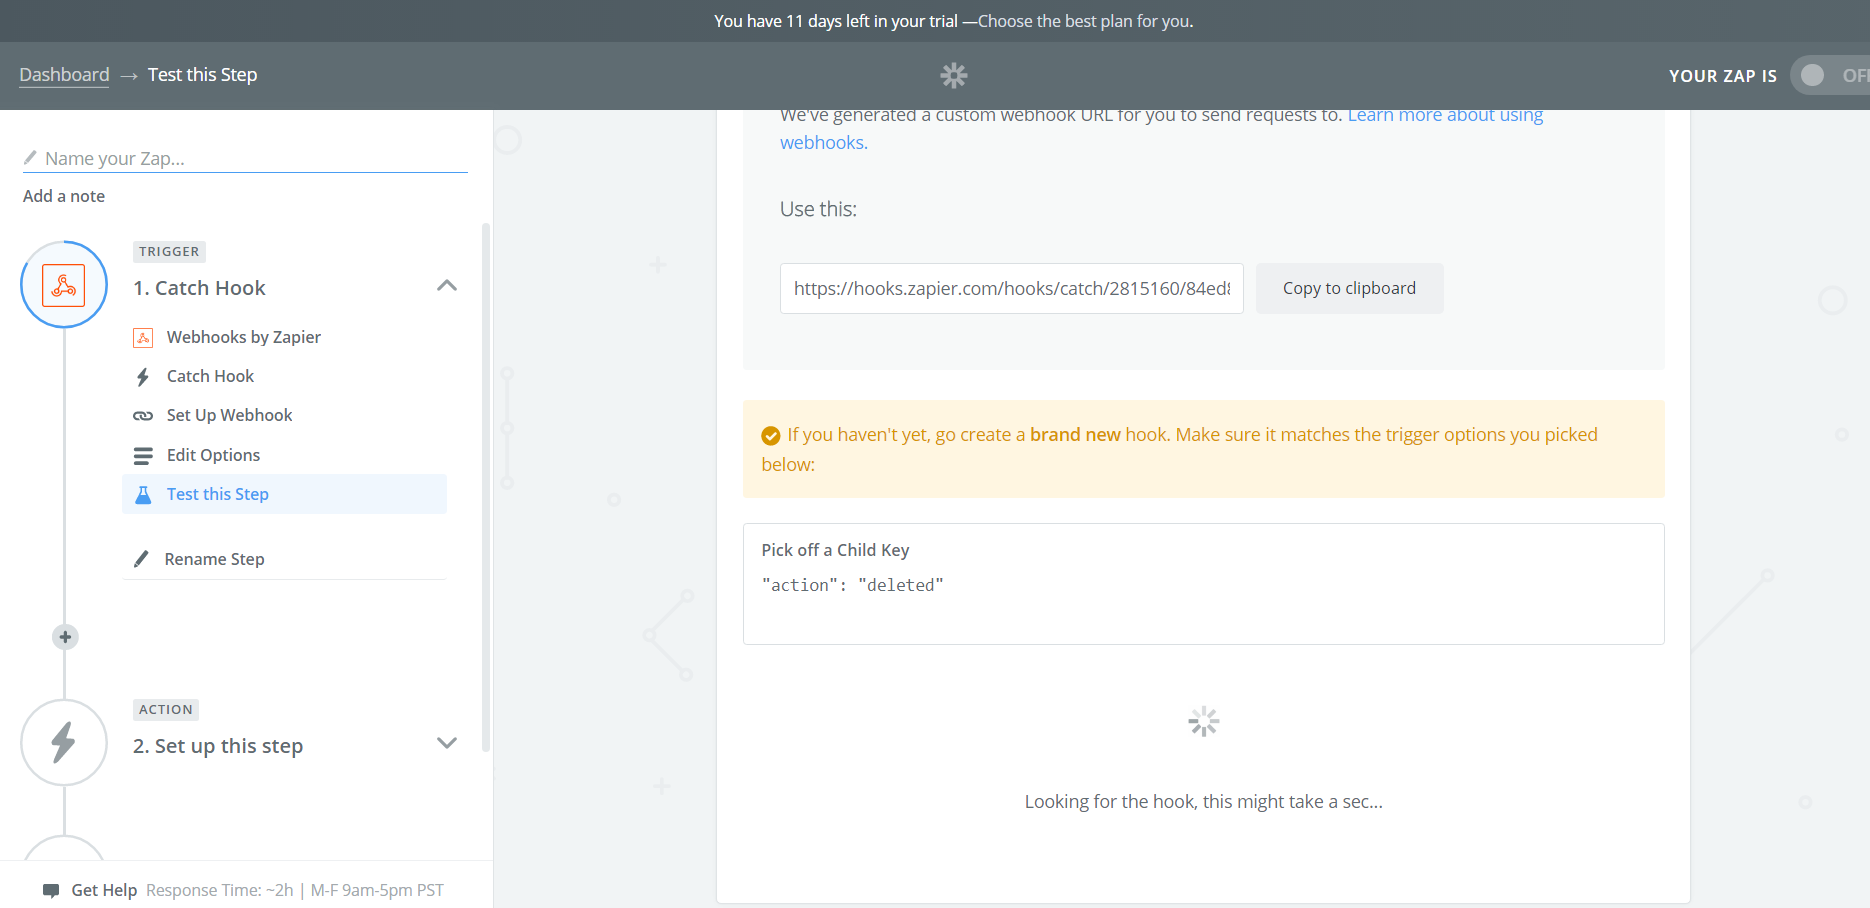 You have 11 days left in your trial —Choose the best plan for you.
Dashboard → Test this Step
YOUR ZAP IS
Name your Zap...
Add a note
TRIGGER
1. Catch Hook
Webhooks by Zapier
Catch Hook
Set Up Webhook
Edit Options
Test this Step
Rename Step
ACTION
2. Set up this step
Get Help Response Time: ~2h | M-F 9am-5pm PST
We've generated a custom webhook URL for you to send requests to. Learn more about using
webhooks.
Use this:
https://hooks.zapier.com/hooks/catch/2815160/84ed
Copy to clipboard
If you haven't yet, go create a brand new hook. Make sure it matches the trigger options you picked
below:
Pick off a Child Key
"action": "deleted"
Looking for the hook, this might take a sec...